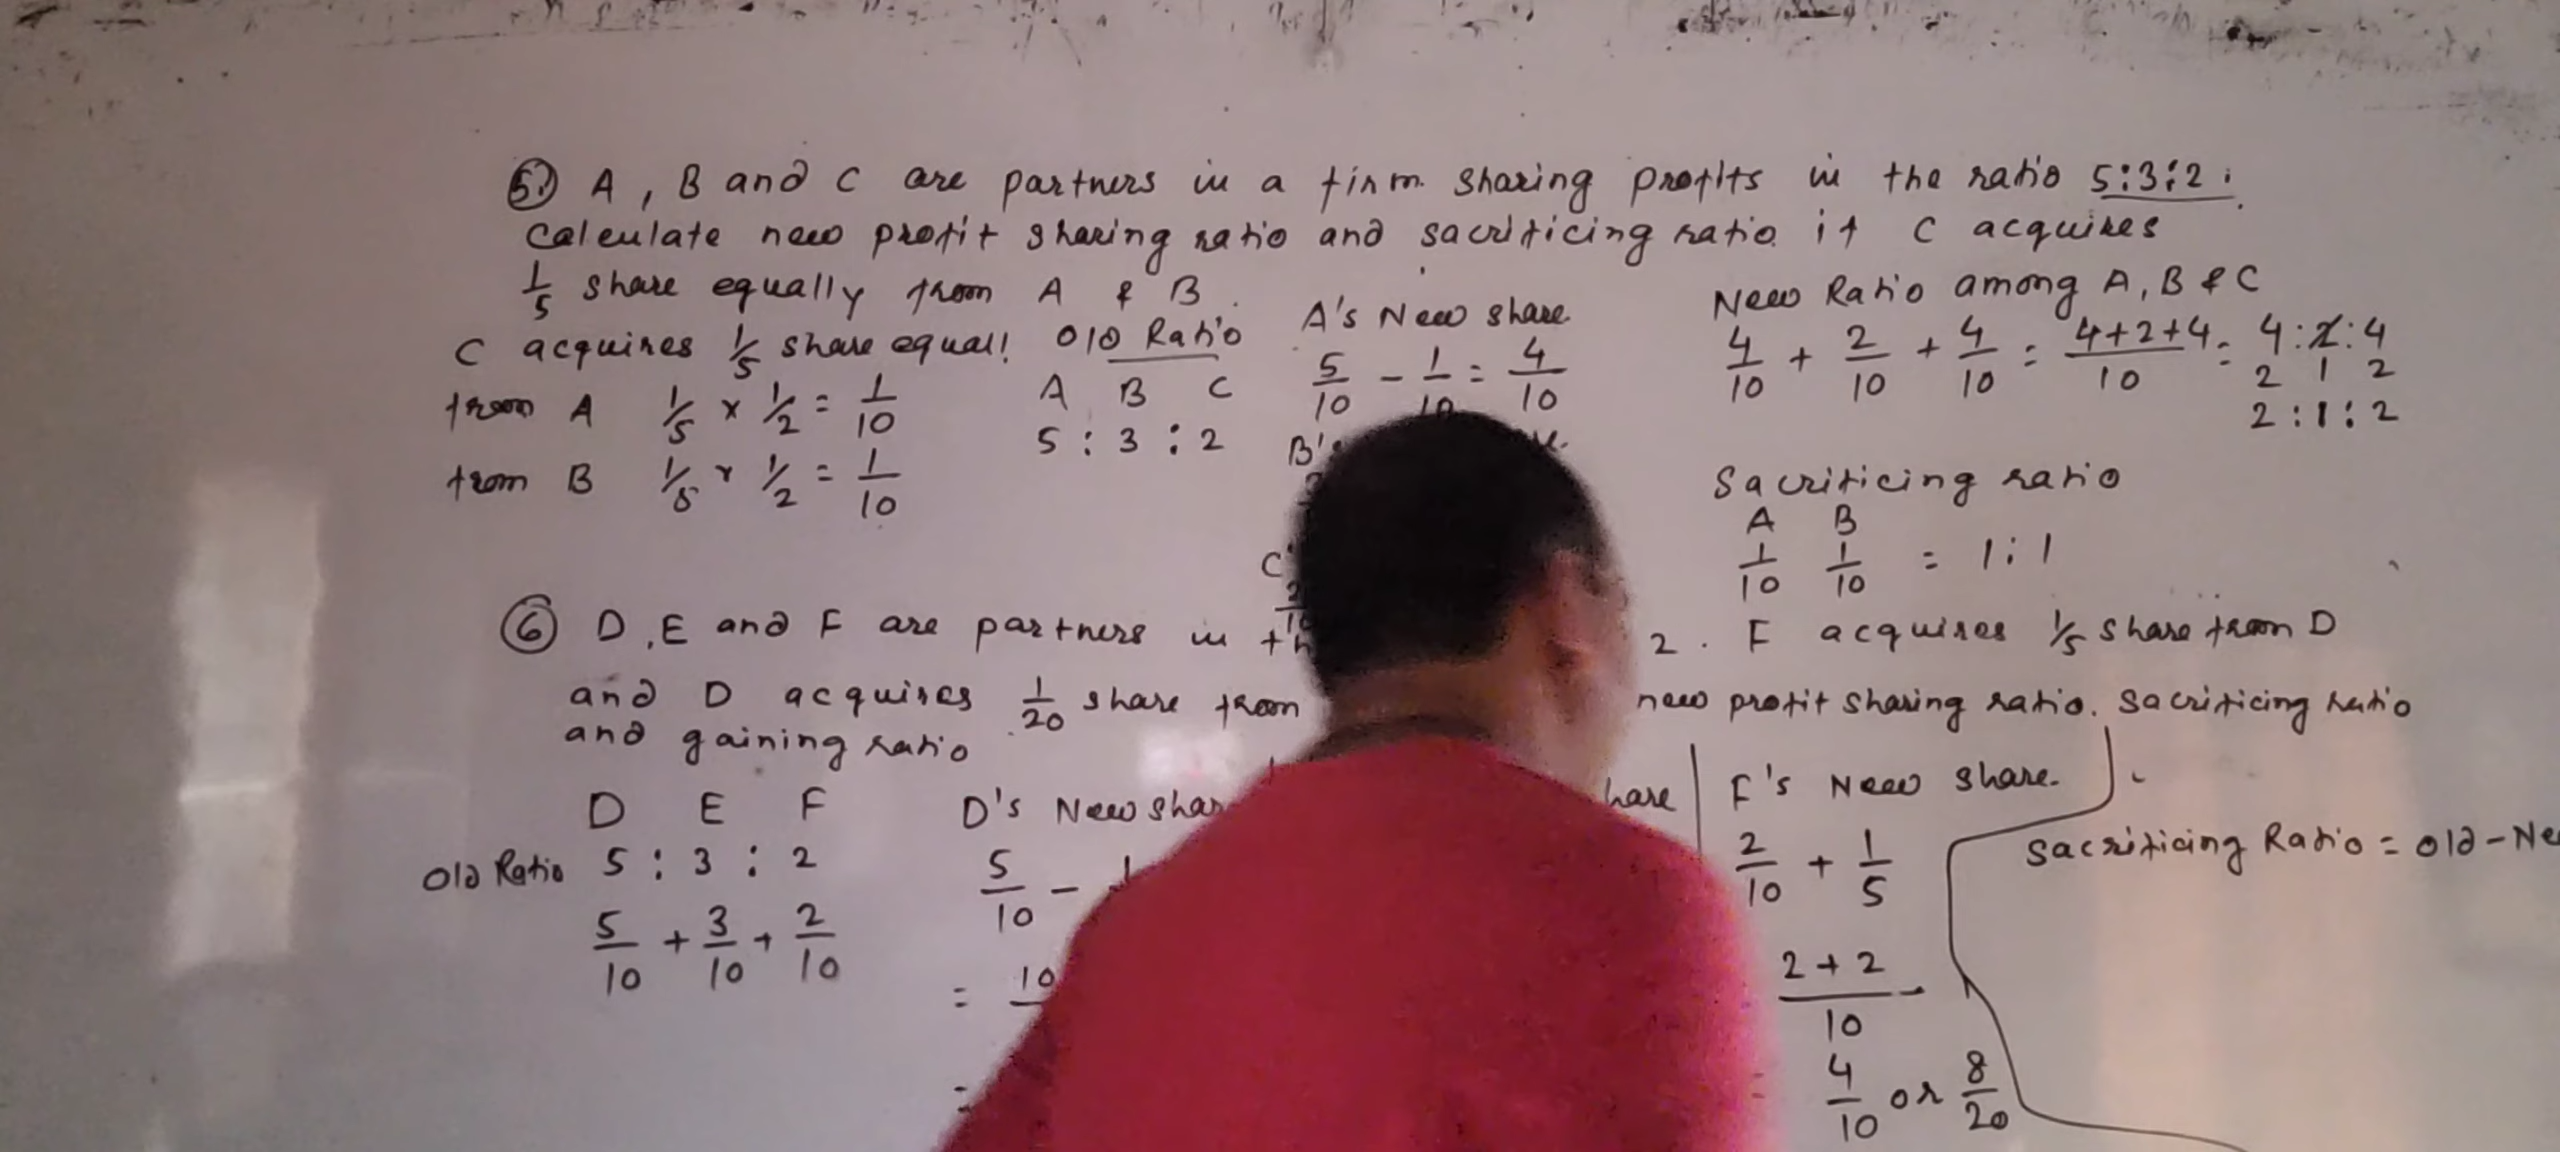 5.) A, B and C are partners in a firm sharing profits in the ratio 5:3:2.
Calculate new profit sharing ratio and sacrificing ratio if C acquires
1/5 share equally from A & B.
C acquires 1/5 share equal
from A 1/5 x 1/2 = 1/10
from B 1/5 x 1/2 = 1/10
Old Ratio
A B C
5 : 3 : 2
A's New share
5/10 - 1/10 = 4/10
New Ratio among A, B & C
4/10 + 2/10 + 4/10 = 4+2+4/10 = 4:2:4
2 1 2
2:1:2
Sacrificing ratio
A B
1/10 1/10 = 1:1
6 D, E and F are partners in 2. F acquires 1/5 share from D
and D acquires 1/20 share from new profit sharing ratio. Sacrificing ratio
and gaining ratio
D E F
Old Ratio 5 : 3 : 2
5/10 + 3/10 + 2/10
D's New
5/10 -
= 10
=
F's New share.
2/10 + 1/5
2+2/10
= 4/10 or 8/20
Sacrificing Ratio = Old -